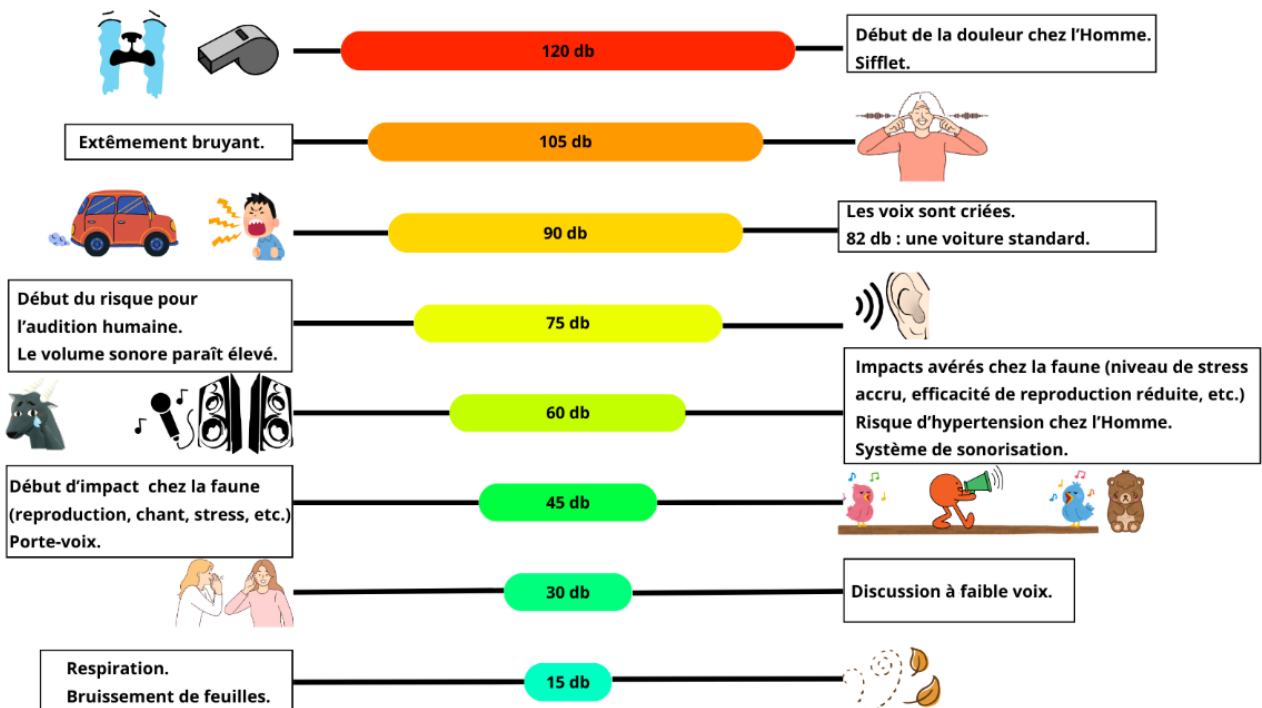 120 db
Début de la douleur chez l’Homme.
Sifflet.
Extêmement bruyant.
105 db
90 db
Les voix sont criées.
82 db : une voiture standard.
Début du risque pour
l’audition humaine.
Le volume sonore paraît élevé.
75 db
60 db
Impacts avérés chez la faune (niveau de stress
accru, efficacité de reproduction réduite, etc.)
Risque d’hypertension chez l’Homme.
Système de sonorisation.
Début d’impact chez la faune
(reproduction, chant, stress, etc.)
Porte-voix.
45 db
30 db
Discussion à faible voix.
Respiration.
Bruissement de feuilles.
15 db